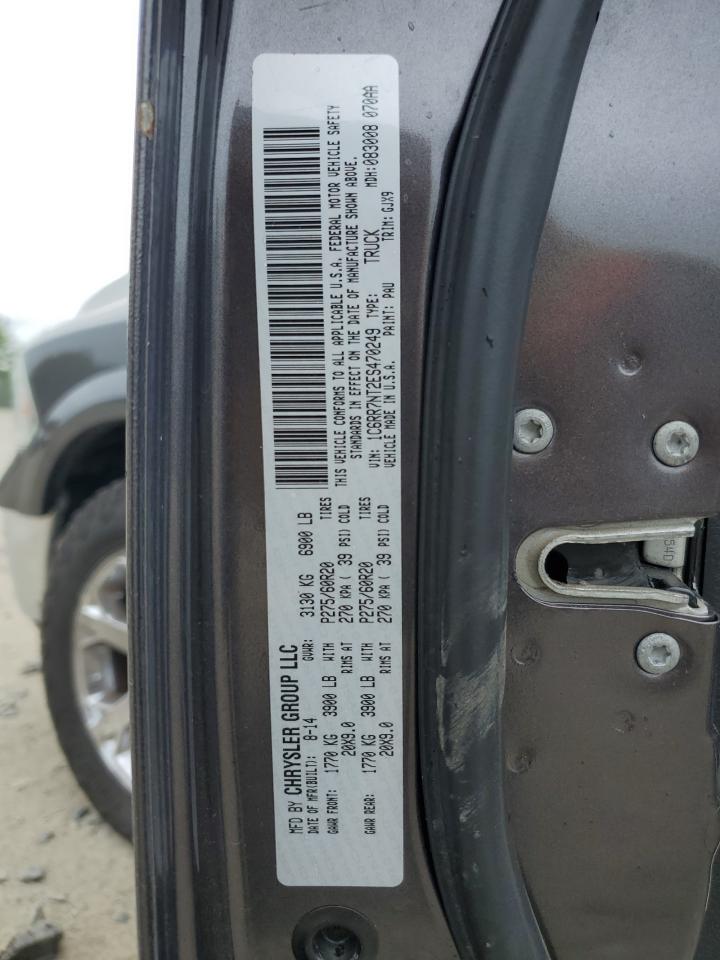 MFD BY CHRYSLER GROUP LLC
DATE OF MFR(BUILT): 8-14 GVWR: 3130 KG 6900 LB
GAWR FRONT: 1770 KG 3900 LB WITH P275/60R20 TIRES
20X9.0 RIMS AT 270 KPA ( 39 PSI) COLD
GAWR REAR: 1770 KG 3900 LB WITH P275/60R20 TIRES
20X9.0 RIMS AT 270 KPA ( 39 PSI) COLD
THIS VEHICLE CONFORMS TO ALL APPLICABLE U.S.A. FEDERAL MOTOR VEHICLE SAFETY
STANDARDS IN EFFECT ON THE DATE OF MANUFACTURE SHOWN ABOVE.
VIN: 1C6RR7NT2ES470249 TYPE: TRUCK MDH:083008 070AA
VEHICLE MADE IN U.S.A. PAINT: PAU TRIM: GJX9